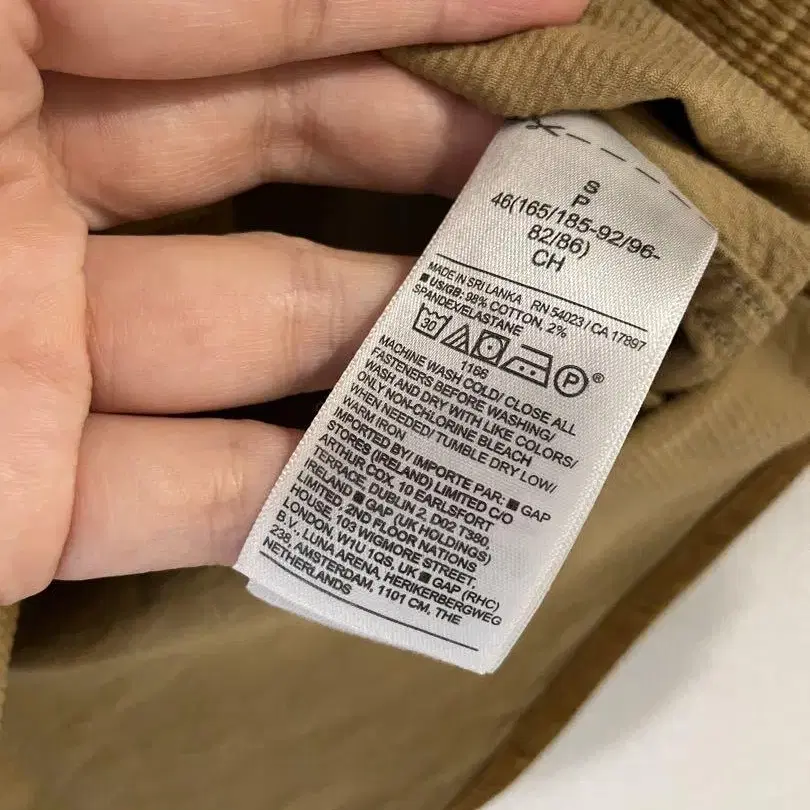 S
P
46(165/185-92/96-
82/86)
CH
MADE IN SRI LANKA RN 54023 / CA 17897
■ US/GB: 98% COTTON, 2%
SPANDEX/ELASTANE
30 P ®
1166
MACHINE WASH COLD/ CLOSE ALL
FASTENERS BEFORE WASHING/
WASH AND DRY WITH LIKE COLORS/
ONLY NON-CHLORINE BLEACH
WHEN NEEDED/ TUMBLE DRY LOW/
WARM IRON
IMPORTED BY/ IMPORTE PAR: ■ GAP
STORES (IRELAND) LIMITED C/O
ARTHUR COX, 10 EARLSFORT
TERRACE, DUBLIN 2, D02 T380,
IRELAND ■ GAP (UK HOLDINGS)
LIMITED, 2ND FLOOR NATIONS
HOUSE, 103 WIGMORE STREET,
LONDON, W1U 1QS, UK ■ GAP (RHC)
B.V., LUNA ARENA, HERIKERBERGWEG
238, AMSTERDAM, 1101 CM, THE
NETHERLANDS